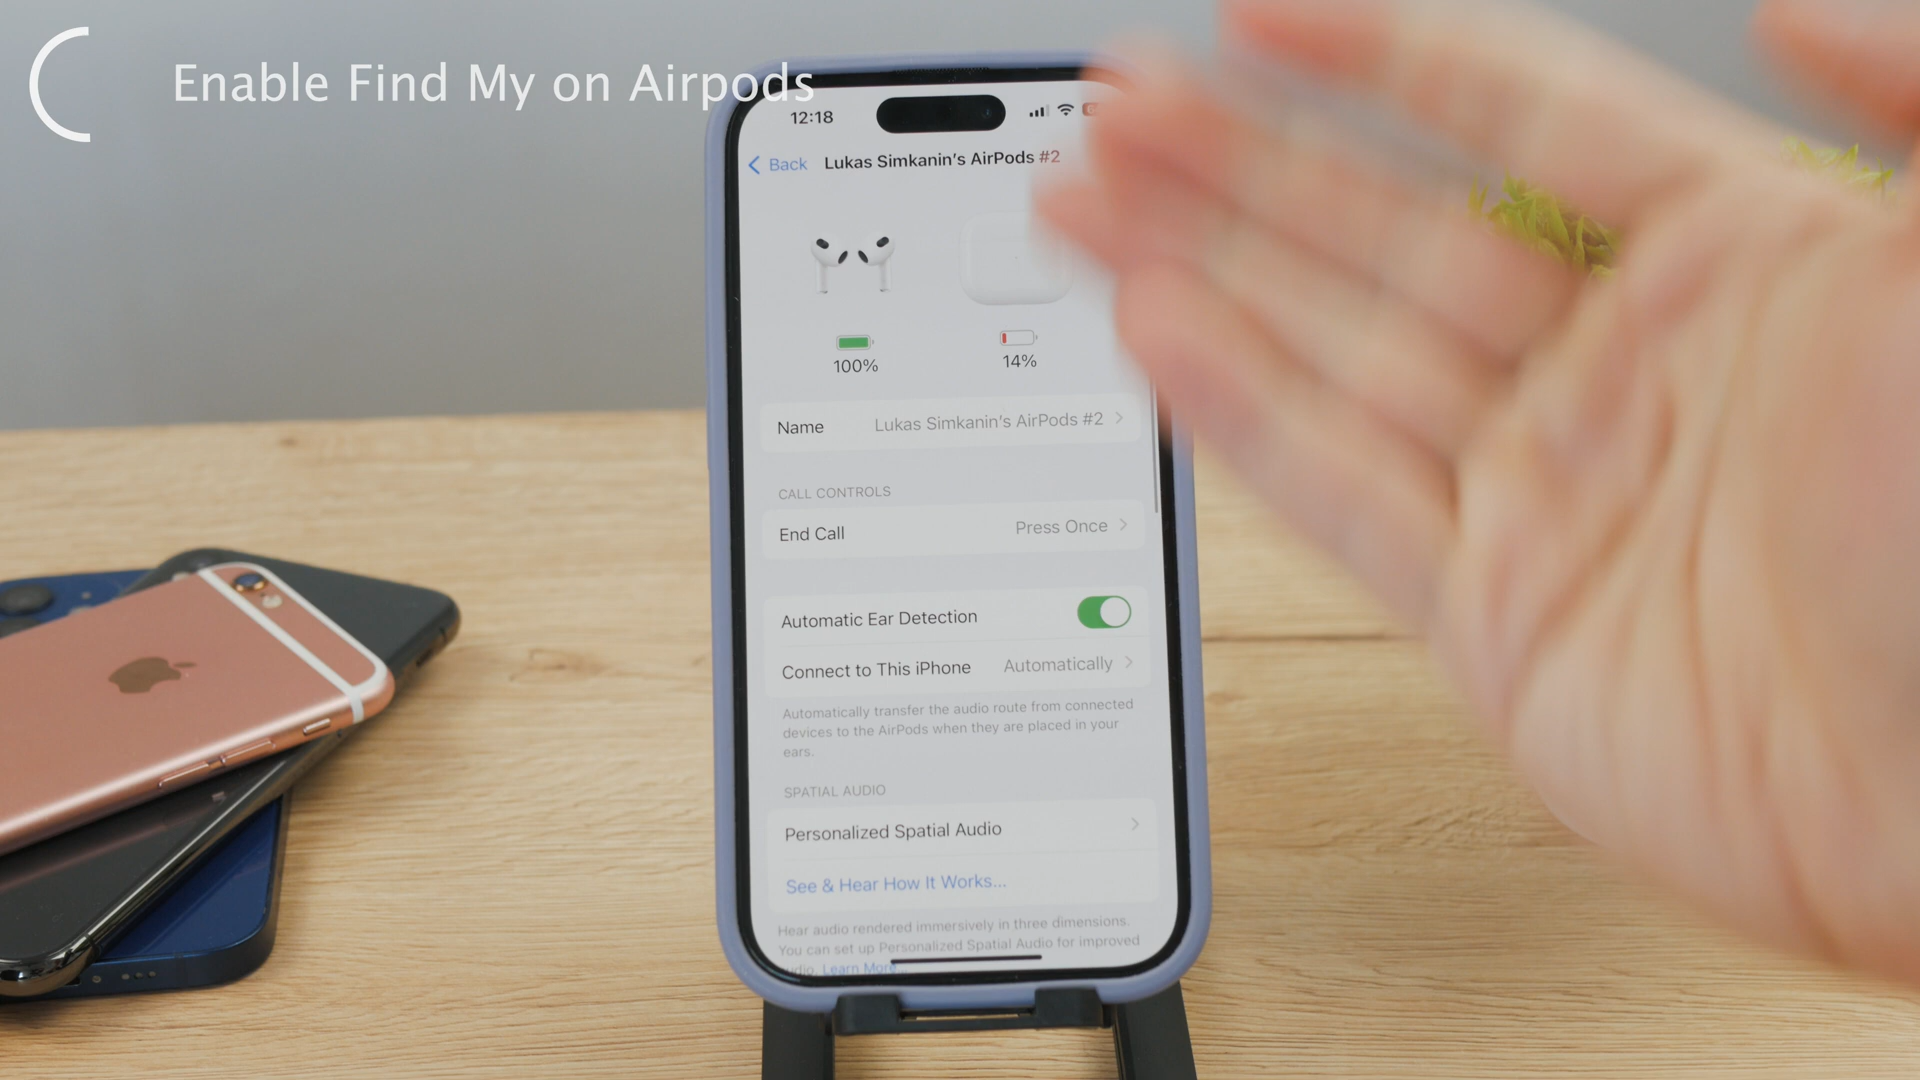 Enable Find My on Airpods
12:18
Back
Lukas Simkanin's AirPods #2
100%
14%
Name
Lukas Simkanin's AirPods #2
CALL CONTROLS
End Call
Press Once
Automatic Ear Detection
Connect to This iPhone
Automatically
Automatically transfer the audio route from connected
devices to the AirPods when they are placed in your
ears.
SPATIAL AUDIO
Personalized Spatial Audio
See & Hear How It Works...
Hear audio rendered immersively in three dimensions.
You can set up Personalized Spatial Audio for improved
audio. Learn More...